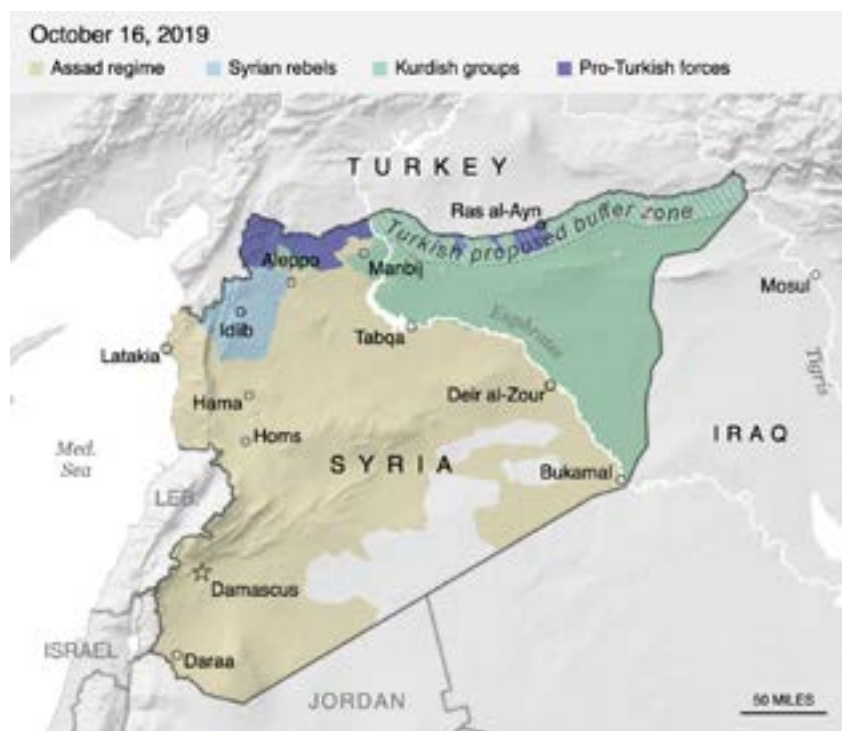 October 16, 2019
Assad regime
Syrian rebels
Kurdish groups
Pro-Turkish forces
TURKEY
Ras al-Ayn
Turkish proposed buffer zone
Aleppo
Manbij
Mosul
Idlib
Tabqa
Euphrates
Latakia
Tigris
Hama
Deir al-Zour
Homs
IRAQ
Med.
Sea
SYRIA
Bukamal
LEB.
Damascus
ISRAEL
Daraa
JORDAN
50 MILES